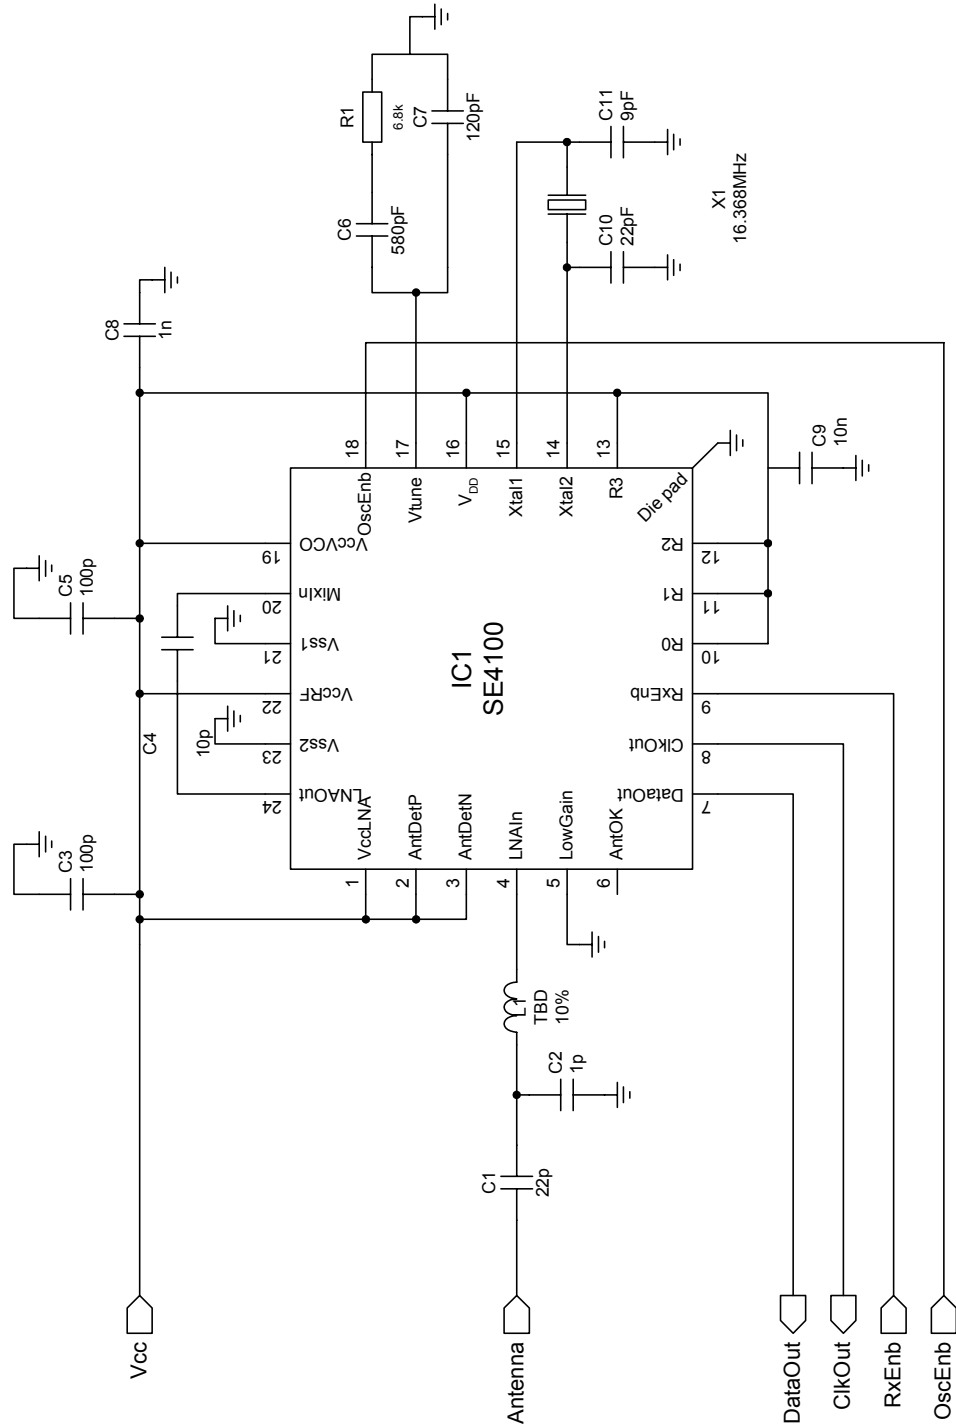 Vcc
Antenna
DataOut
ClkOut
RxEnb
OscEnb
C3
100p
C4
10p
C5
100p
C8
1n
C1
22p
C2
1p
L1
TBD
10%
IC1
SE4100
1
VccLNA
2
AntDetP
3
AntDetN
4
LNAIn
5
LowGain
6
AntOK
7
DataOut
8
ClkOut
9
RxEnb
10
R0
11
R1
12
R2
Die pad
13
R3
14
Xtal2
15
Xtal1
16
VDD
17
Vtune
18
OscEnb
19
VccVCO
20
MixIn
21
Vss1
22
VccRF
23
Vss2
24
LNAOut
C9
10n
C6
580pF
R1
6.8k
C7
120pF
C10
22pF
C11
9pF
X1
16.368MHz